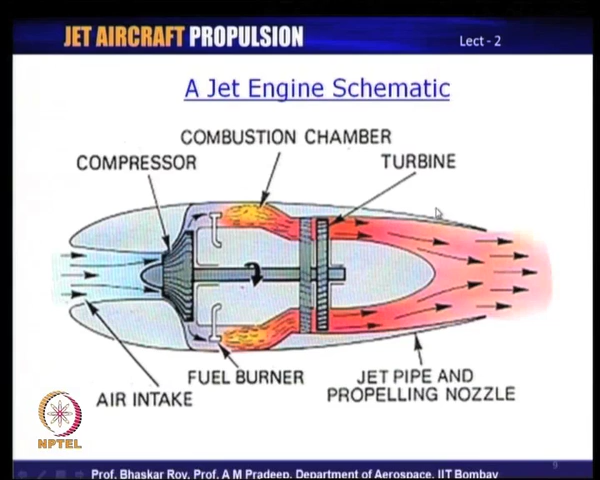 JET AIRCRAFT PROPULSION
Lect - 2
A Jet Engine Schematic
COMBUSTION CHAMBER
COMPRESSOR
TURBINE
FUEL BURNER
JET PIPE AND
PROPELLING NOZZLE
AIR INTAKE
NPTEL
9
Prof. Bhaskar Roy, Prof. A M Pradeep, Department of Aerospace, IIT Bombay